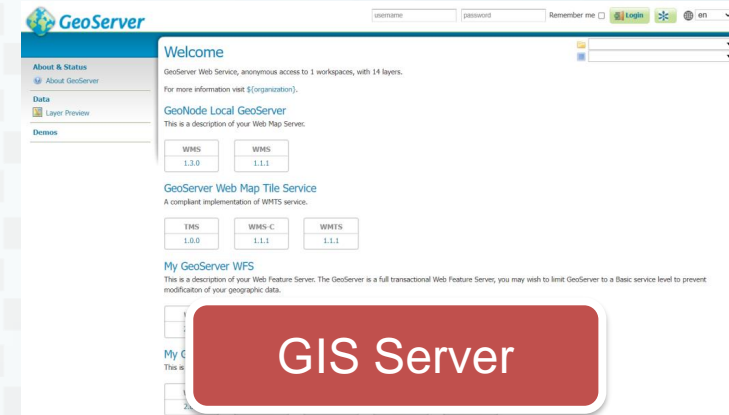 GeoServer
username
password
Remember me
Login
en
About & Status
About GeoServer
Data
Layer Preview
Demos
Welcome
GeoServer Web Service, anonymous access to 1 workspaces, with 14 layers.
For more information visit ${organization}.
GeoNode Local GeoServer
This is a description of your Web Map Server.
WMS WMS
1.3.0 1.1.1
GeoServer Web Map Tile Service
A compliant implementation of WMTS service.
TMS WMS-C WMTS
1.0.0 1.1.1 1.1.1
My GeoServer WFS
This is a description of your Web Feature Server. The GeoServer is a full transactional Web Feature Server, you may wish to limit GeoServer to a Basic service level to prevent
modificaiton of your geographic data.
My
This is
GIS Server